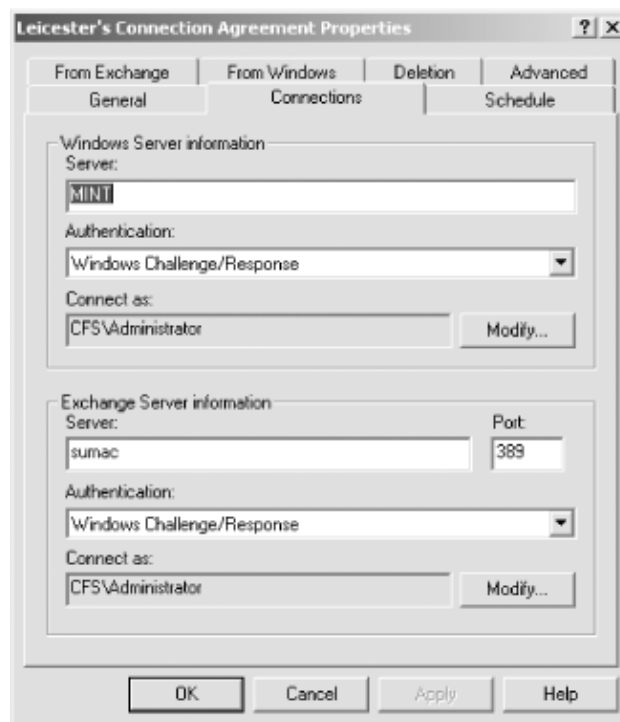 Leicester's Connection Agreement Properties ? X
From Exchange From Windows Deletion Advanced
General Connections Schedule
Windows Server information
Server:
MINT
Authentication:
Windows Challenge/Response
Connect as:
CFS\Administrator Modify...
Exchange Server information
Server: Port:
sumac 389
Authentication:
Windows Challenge/Response
Connect as:
CFS\Administrator Modify...
OK Cancel Apply Help